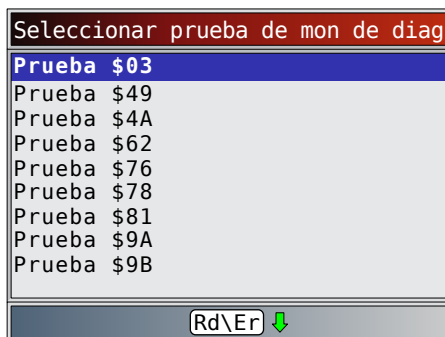 Seleccionar prueba de mon de diag
Prueba $03
Prueba $49
Prueba $4A
Prueba $62
Prueba $76
Prueba $78
Prueba $81
Prueba $9A
Prueba $9B
Rd\Er